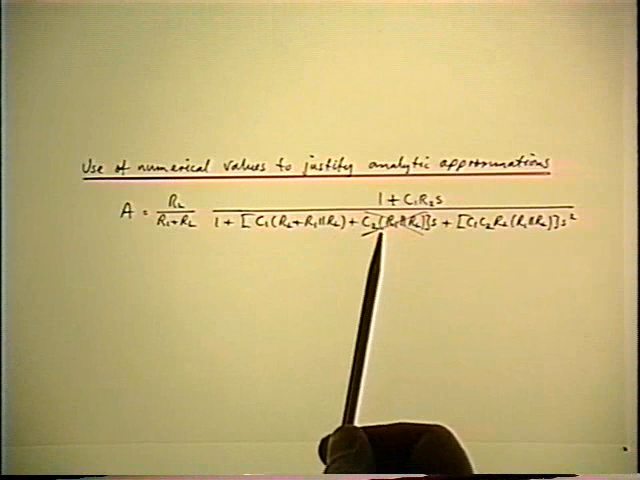 Use of numerical values to justify analytic approximations
A = R_L/(R_1+R_L) (1 + C_1R_2s)/(1 + [C_1(R_2+R_1||R_L) + C_2(R_1||R_L)]s + [C_1C_2R_2(R_1||R_L)]s^2)